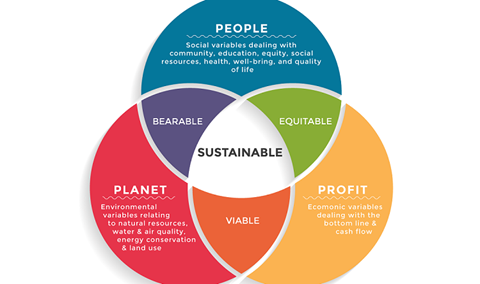 PEOPLE
Social variables dealing with
community, education, equity, social
resources, health, well-bring, and quality
of life
BEARABLE
EQUITABLE
SUSTAINABLE
PLANET
Environmental
variables relating
to natural resources,
water & air quality,
energy conservation
& land use
PROFIT
Ecomonic variables
dealing with the
bottom line &
cash flow
VIABLE